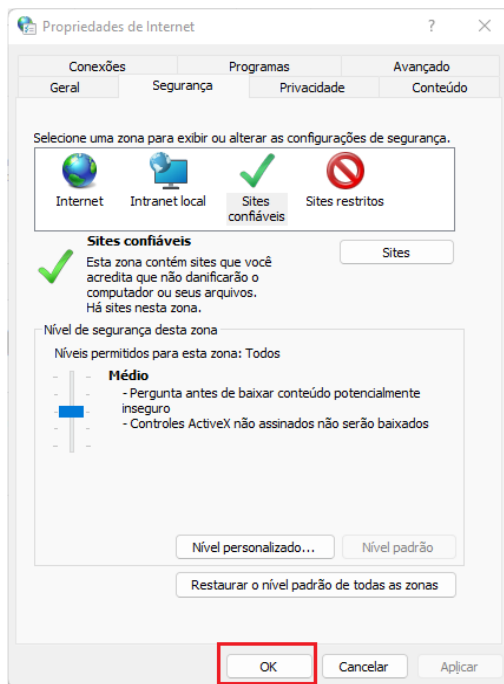 Propriedades de Internet
Conexões Programas Avançado
Geral Segurança Privacidade Conteúdo
Selecione uma zona para exibir ou alterar as configurações de segurança.
Internet Intranet local Sites confiáveis Sites restritos
Sites confiáveis
Sites
Esta zona contém sites que você
acredita que não danificarão o
computador ou seus arquivos.
Há sites nesta zona.
Nível de segurança desta zona
Níveis permitidos para esta zona: Todos
Médio
- Pergunta antes de baixar conteúdo potencialmente
inseguro
- Controles ActiveX não assinados não serão baixados
Nível personalizado... Nível padrão
Restaurar o nível padrão de todas as zonas
OK Cancelar Aplicar